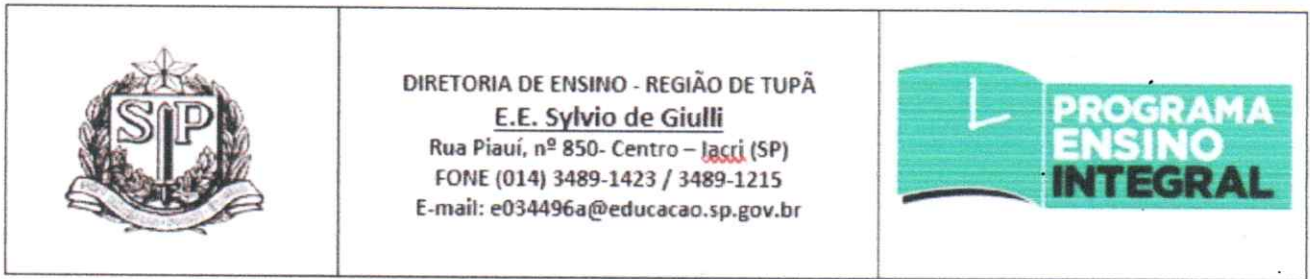 SP
DIRETORIA DE ENSINO - REGIÃO DE TUPÃ
E.E. Sylvio de Giulli
Rua Piauí, nº 850- Centro – Iacri (SP)
FONE (014) 3489-1423 / 3489-1215
E-mail: e034496a@educacao.sp.gov.br
PROGRAMA
ENSINO
INTEGRAL